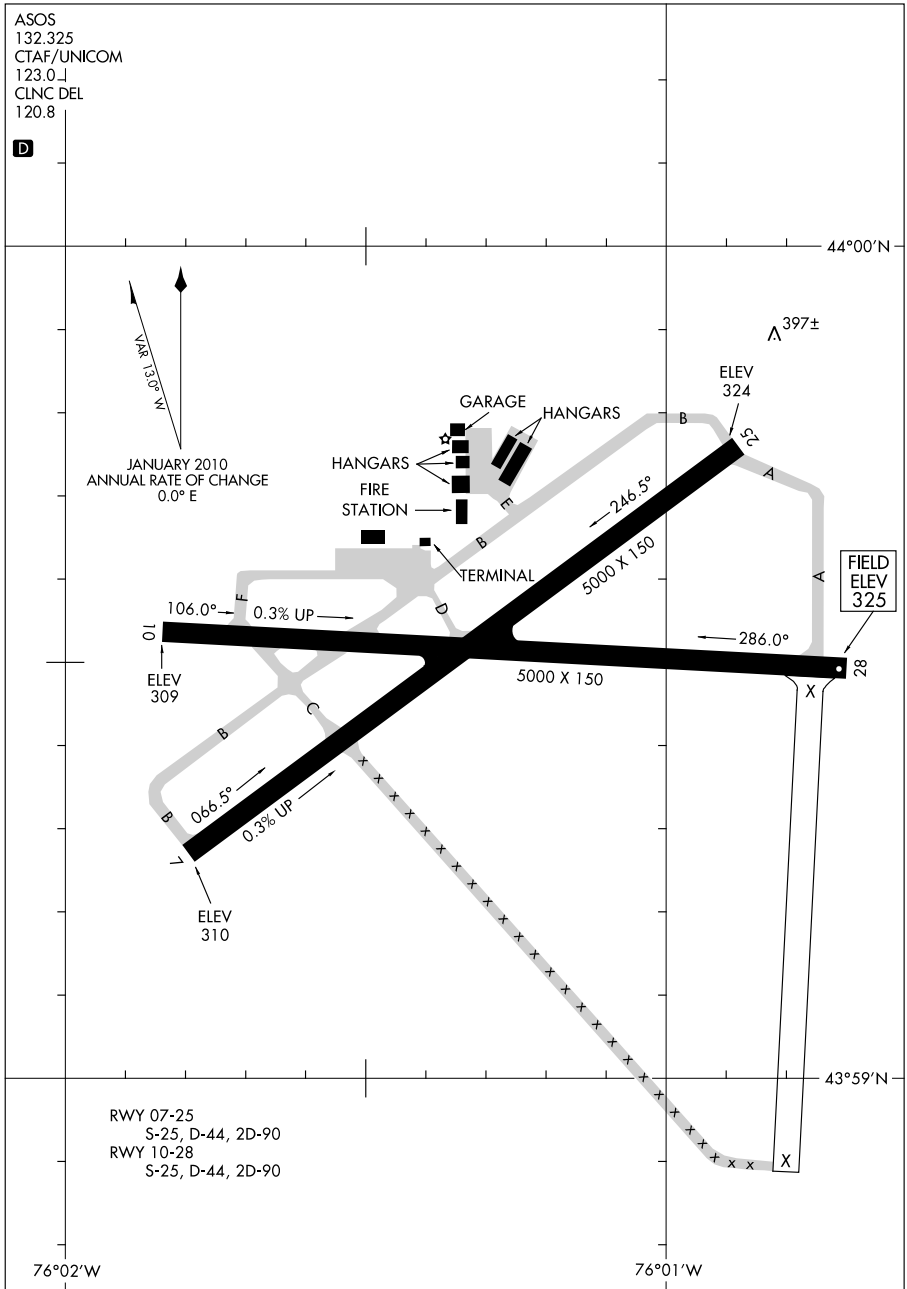 ASOS
132.325
CTAF/UNICOM
123.0
CLNC DEL
120.8
D
44°00'N
397±
VAR 13.0° W
ELEV
324
25
B
A
GARAGE
HANGARS
HANGARS
JANUARY 2010
ANNUAL RATE OF CHANGE
0.0° E
FIRE
STATION
E
246.5°
B
5000 X 150
TERMINAL
A
FIELD
ELEV
325
F
D
106.0°
0.3% UP
10
286.0°
28
5000 X 150
ELEV
309
X
C
B
066.5°
0.3% UP
B
7
ELEV
310
x x x x x x x x x x x x x x x x x x x x x x x x x x
43°59'N
X
RWY 07-25
S-25, D-44, 2D-90
RWY 10-28
S-25, D-44, 2D-90
76°02'W
76°01'W